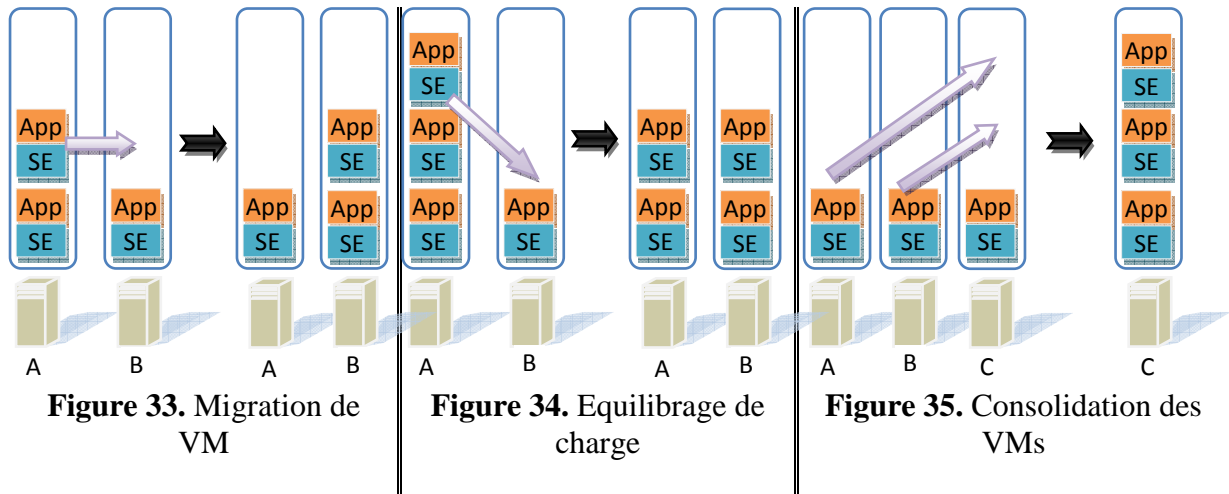 App
SE
App
SE
App
SE
A
B
App
SE
App
SE
App
SE
A
B
Figure 33. Migration de
VM
App
SE
App
SE
App
SE
App
SE
A
B
App
SE
App
SE
App
SE
App
SE
A
B
Figure 34. Equilibrage de
charge
App
SE
App
SE
App
SE
A
B
C
App
SE
App
SE
App
SE
C
Figure 35. Consolidation des
VMs